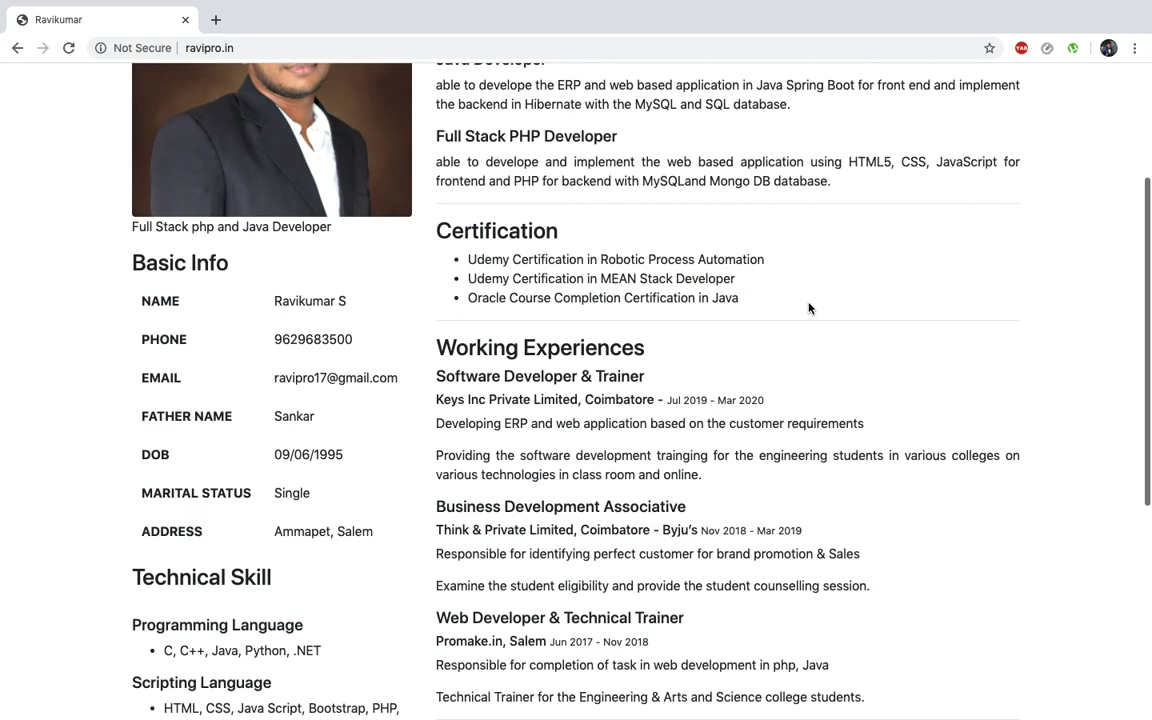 Ravikumar
Not Secure
ravipro.in
YAB
Full Stack php and Java Developer
Basic Info
NAME Ravikumar S
PHONE 9629683500
EMAIL ravipro17@gmail.com
FATHER NAME Sankar
DOB 09/06/1995
MARITAL STATUS Single
ADDRESS Ammapet, Salem
Technical Skill
Programming Language
• C, C++, Java, Python, .NET
Scripting Language
• HTML, CSS, Java Script, Bootstrap, PHP,
Java Developer
able to develope the ERP and web based application in Java Spring Boot for front end and implement
the backend in Hibernate with the MySQL and SQL database.
Full Stack PHP Developer
able to develope and implement the web based application using HTML5, CSS, JavaScript for
frontend and PHP for backend with MySQLand Mongo DB database.
Certification
• Udemy Certification in Robotic Process Automation
• Udemy Certification in MEAN Stack Developer
• Oracle Course Completion Certification in Java
Working Experiences
Software Developer & Trainer
Keys Inc Private Limited, Coimbatore - Jul 2019 - Mar 2020
Developing ERP and web application based on the customer requirements
Providing the software development trainging for the engineering students in various colleges on
various technologies in class room and online.
Business Development Associative
Think & Private Limited, Coimbatore - Byju’s Nov 2018 - Mar 2019
Responsible for identifying perfect customer for brand promotion & Sales
Examine the student eligibility and provide the student counselling session.
Web Developer & Technical Trainer
Promake.in, Salem Jun 2017 - Nov 2018
Responsible for completion of task in web development in php, Java
Technical Trainer for the Engineering & Arts and Science college students.